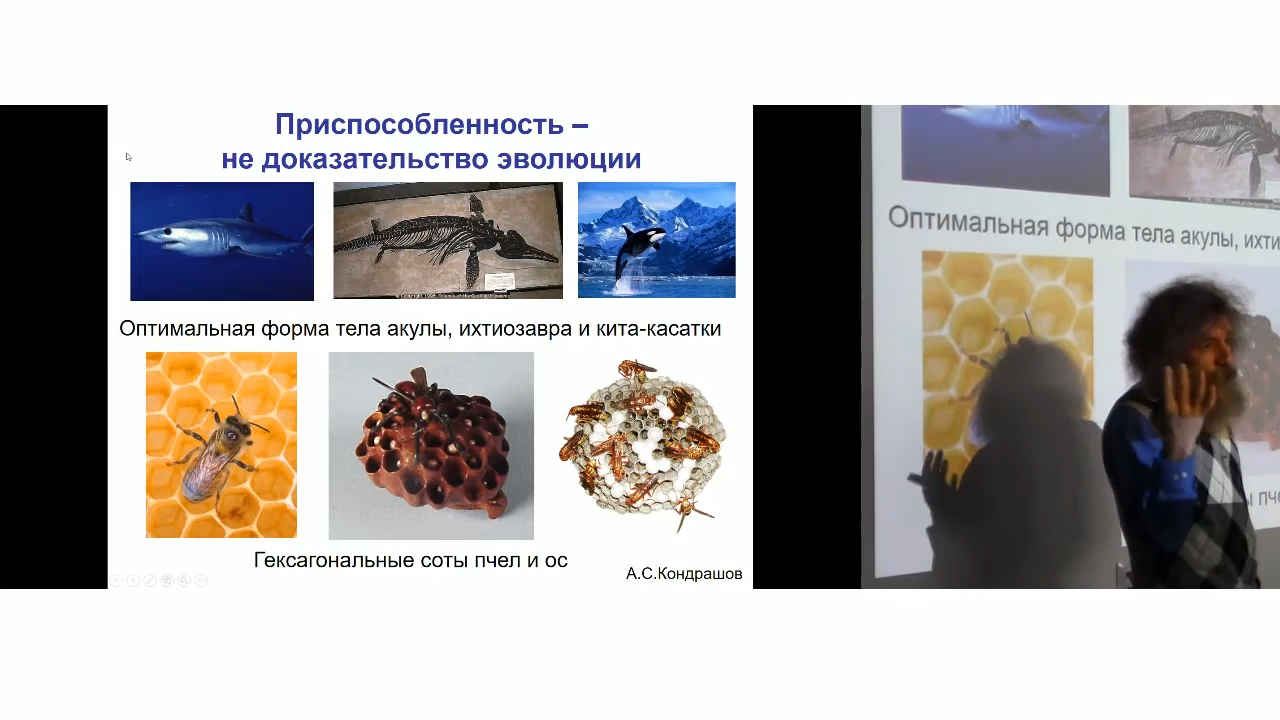 Приспособленность –
не доказательство эволюции
Оптимальная форма тела акулы, ихтиозавра и кита-касатки
Гексагональные соты пчел и ос
А.С.Кондрашов
Оптимальная форма тела акулы, ихти